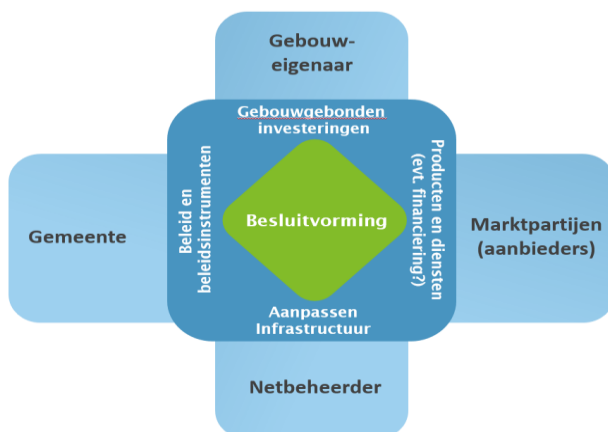 Gebouw-
eigenaar
Gebouwgebonden
investeringen
Gemeente
Beleid en
beleidsinstrumenten
Besluitvorming
Producten en diensten
(evt. financiering?)
Marktpartijen
(aanbieders)
Aanpassen
Infrastructuur
Netbeheerder